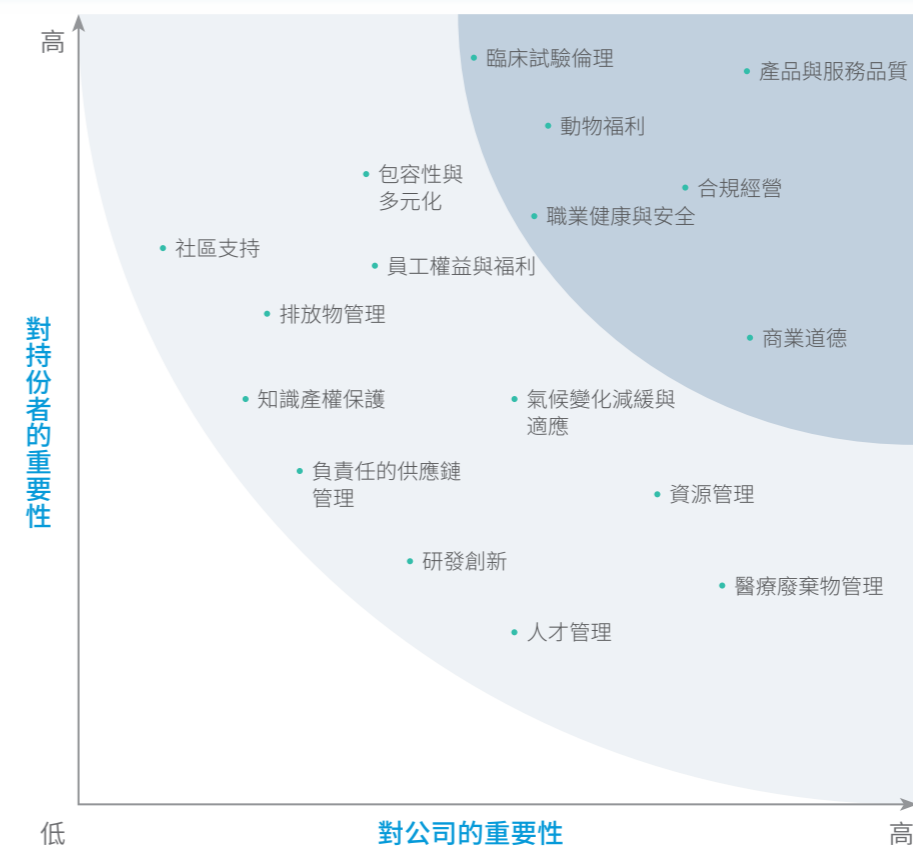 高
臨床試驗倫理
產品與服務品質
動物福利
包容性與
多元化
合規經營
職業健康與安全
社區支持
員工權益與福利
排放物管理
商業道德
對持份者的重要性
知識產權保護
氣候變化減緩與
適應
負責任的供應鏈
管理
資源管理
研發創新
醫療廢棄物管理
人才管理
低
對公司的重要性
高